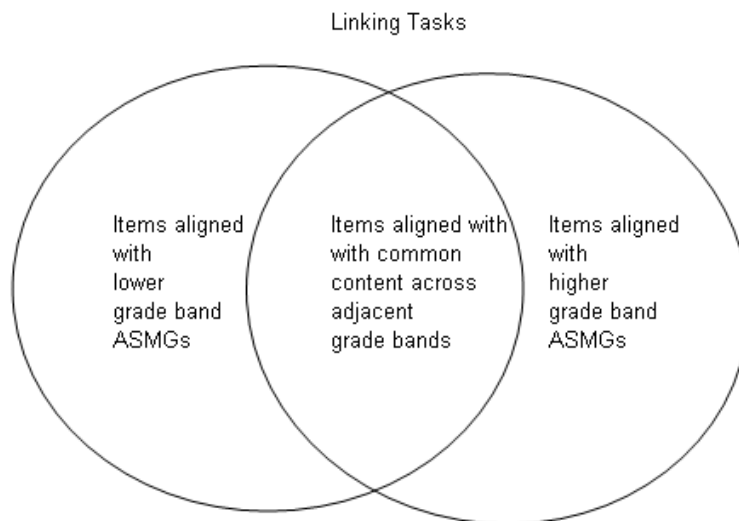 Linking Tasks
Items aligned
with
lower
grade band
ASMGs
Items aligned with
with common
content across
adjacent
grade bands
Items aligned
with
higher
grade band
ASMGs